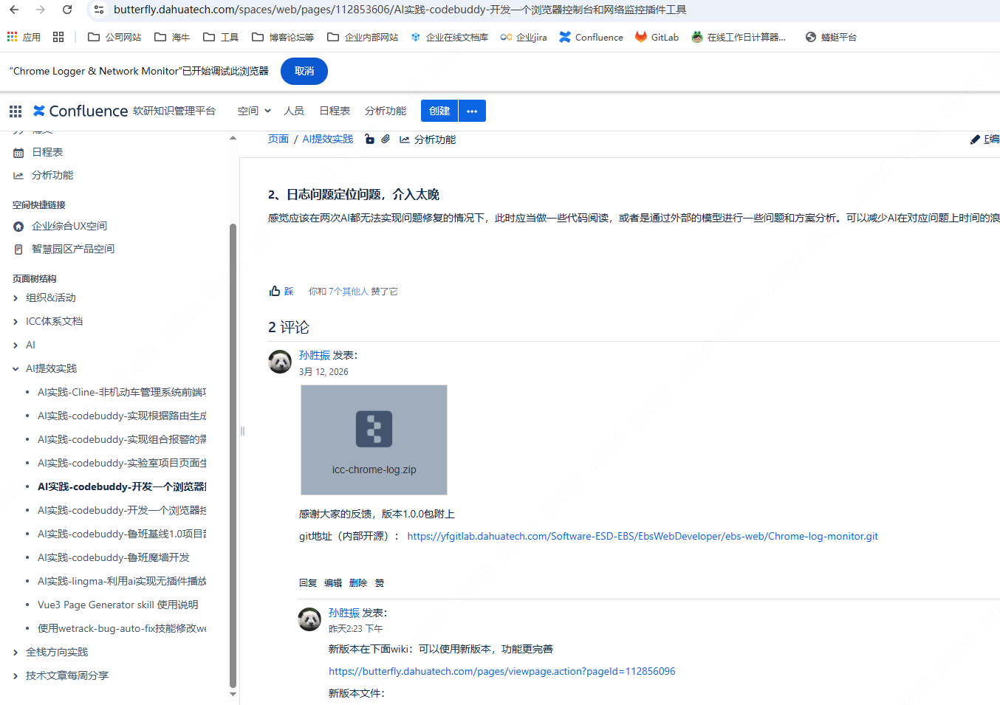 butterfly.dahuatech.com/spaces/web/pages/112853606/AI实践-codebuddy-开发一个浏览器控制台和网络监控插件工具
应用 公司网站 海牛 工具 博客论坛等 企业内部网站 企业在线文档库 企业jira Confluence GitLab 在线工作日计算器... 蜻蜓平台
“Chrome Logger & Network Monitor”已开始调试此浏览器 取消
Confluence 软研知识管理平台 空间 人员 日程表 分析功能 创建 ...
日程表
分析功能
空间快捷链接
企业综合UX空间
智慧园区产品空间
页面树结构
组织&活动
ICC体系文档
AI
AI提效实践
AI实践-Cline-非机动车管理系统前端
AI实践-codebuddy-实现根据路由生成
AI实践-codebuddy-实现组合报警的需
AI实践-codebuddy-实验室项目页面生
AI实践-codebuddy-开发一个浏览器
AI实践-codebuddy-开发一个浏览器控
AI实践-codebuddy-鲁班基线1.0项目
AI实践-codebuddy-鲁班魔墙开发
AI实践-lingma-利用ai实现无插件播放
Vue3 Page Generator skill 使用说明
使用wetrack-bug-auto-fix技能修改we
全栈方向实践
技术文章每周分享
页面 / AI提效实践 分析功能 E编
2、日志问题定位问题，介入太晚
感觉应该在两次AI都无法实现问题修复的情况下，此时应当做一些代码阅读，或者是通过外部的模型进行一些问题和方案分析。可以减少AI在对应问题上时间的浪
踩 你和 7个其他人 赞了它
2 评论
孙胜振 发表：
3月 12, 2026
icc-chrome-log.zip
感谢大家的反馈，版本1.0.0包附上
git地址（内部开源）： https://yfgitlab.dahuatech.com/Software-ESD-EBS/EbsWebDeveloper/ebs-web/Chrome-log-monitor.git
回复 编辑 删除 赞
孙胜振 发表：
昨天2:23 下午
新版本在下面wiki：可以使用新版本，功能更完善
https://butterfly.dahuatech.com/pages/viewpage.action?pageId=112856096
新版本文件：